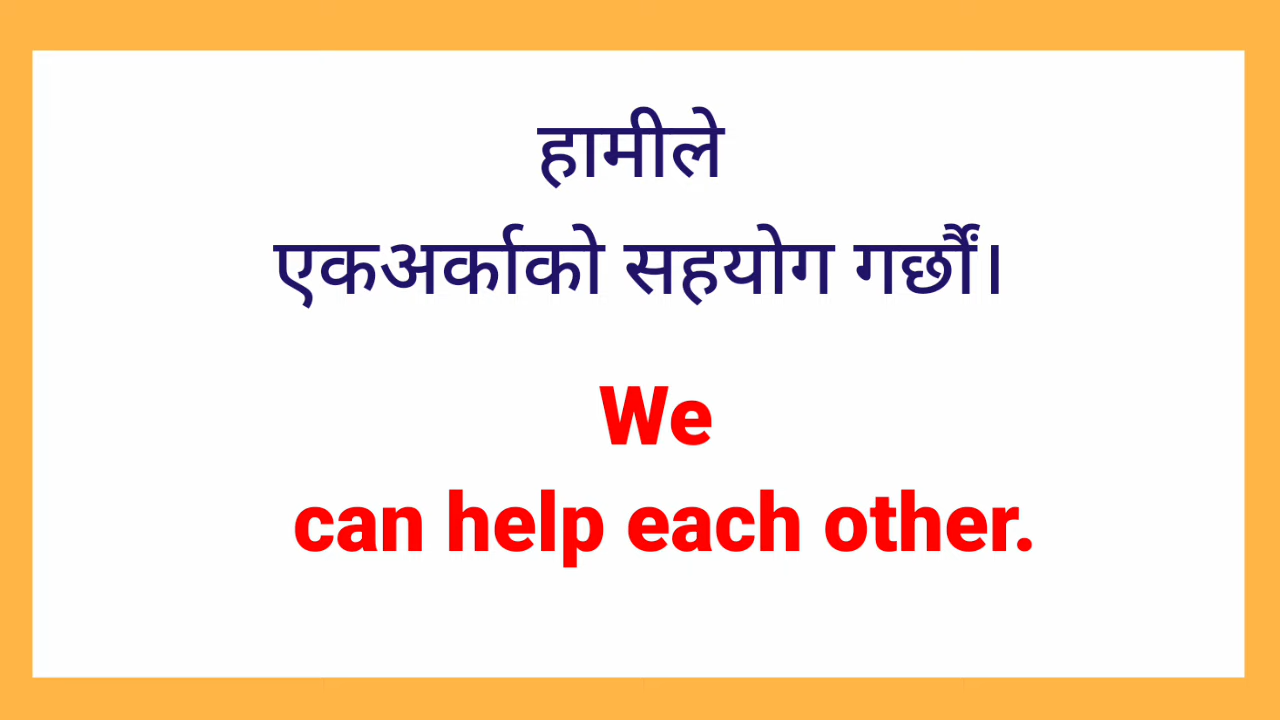 हामीले
एकअर्काको सहयोग गर्छौं।
We
can help each other.